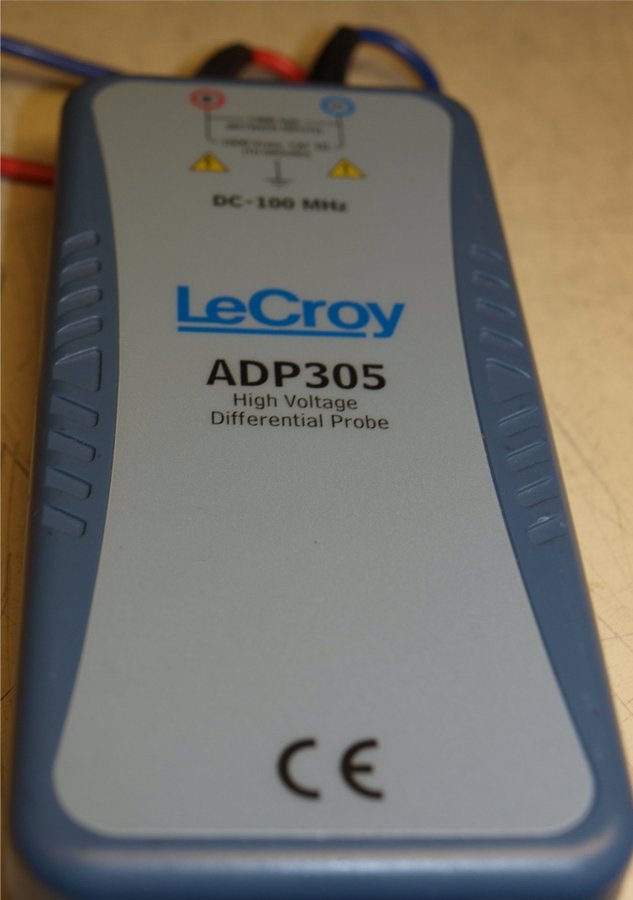 DC-100 MHz
LeCroy
ADP305
High Voltage
Differential Probe
CE